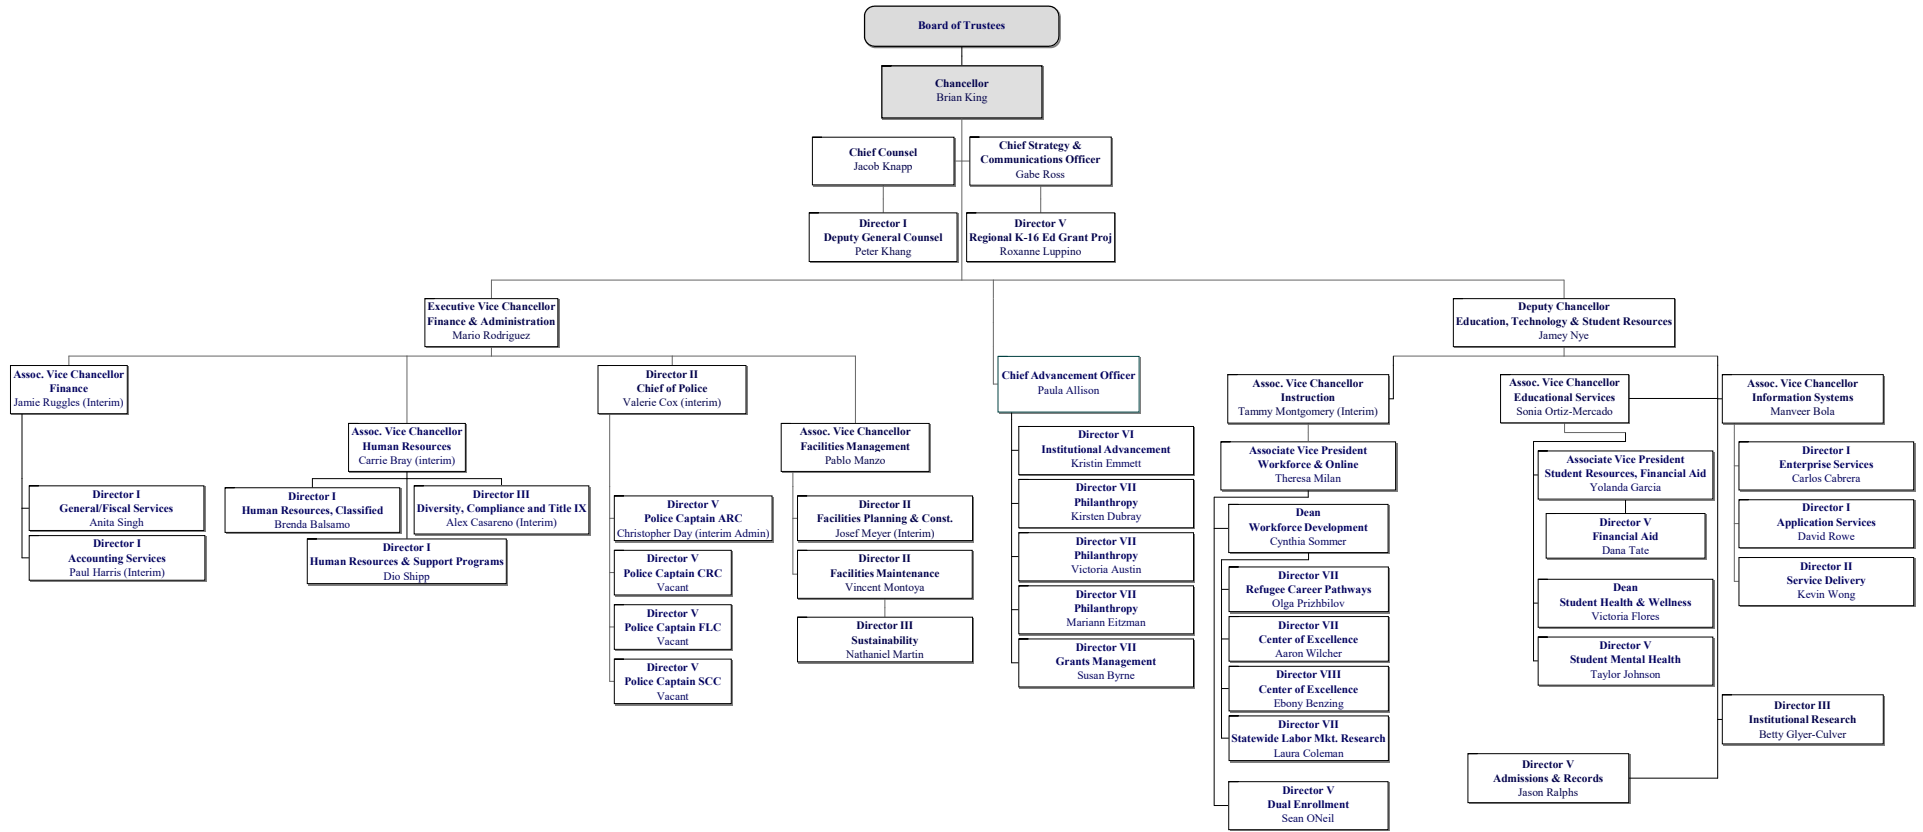 Board of Trustees
Chancellor
Brian King
Chief Counsel
Jacob Knapp
Chief Strategy &
Communications Officer
Gabe Ross
Director I
Deputy General Counsel
Peter Khang
Director V
Regional K-16 Ed Grant Proj
Roxanne Luppino
Executive Vice Chancellor
Finance & Administration
Mario Rodriguez
Deputy Chancellor
Education, Technology & Student Resources
Jamey Nye
Assoc. Vice Chancellor
Finance
Jamie Ruggles (Interim)
Director I
General/Fiscal Services
Anita Singh
Director I
Accounting Services
Paul Harris (Interim)
Assoc. Vice Chancellor
Human Resources
Carrie Bray (interim)
Director I
Human Resources, Classified
Brenda Balsamo
Director III
Diversity, Compliance and Title IX
Alex Casareno (Interim)
Director I
Human Resources & Support Programs
Dio Shipp
Director II
Chief of Police
Valerie Cox (interim)
Director V
Police Captain ARC
Christopher Day (interim Admin)
Director V
Police Captain CRC
Vacant
Director V
Police Captain FLC
Vacant
Director V
Police Captain SCC
Vacant
Assoc. Vice Chancellor
Facilities Management
Pablo Manzo
Director II
Facilities Planning & Const.
Josef Meyer (Interim)
Director II
Facilities Maintenance
Vincent Montoya
Director III
Sustainability
Nathaniel Martin
Chief Advancement Officer
Paula Allison
Director VI
Institutional Advancement
Kristin Emmett
Director VII
Philanthropy
Kirsten Dubray
Director VII
Philanthropy
Victoria Austin
Director VII
Philanthropy
Mariann Eitzman
Director VII
Grants Management
Susan Byrne
Assoc. Vice Chancellor
Instruction
Tammy Montgomery (Interim)
Associate Vice President
Workforce & Online
Theresa Milan
Dean
Workforce Development
Cynthia Sommer
Director VII
Refugee Career Pathways
Olga Prizhbilov
Director VII
Center of Excellence
Aaron Wilcher
Director VIII
Center of Excellence
Ebony Benzing
Director VII
Statewide Labor Mkt. Research
Laura Coleman
Director V
Dual Enrollment
Sean ONeil
Assoc. Vice Chancellor
Educational Services
Sonia Ortiz-Mercado
Associate Vice President
Student Resources, Financial Aid
Yolanda Garcia
Director V
Financial Aid
Dana Tate
Dean
Student Health & Wellness
Victoria Flores
Director V
Student Mental Health
Taylor Johnson
Assoc. Vice Chancellor
Information Systems
Manveer Bola
Director I
Enterprise Services
Carlos Cabrera
Director I
Application Services
David Rowe
Director II
Service Delivery
Kevin Wong
Director III
Institutional Research
Betty Glyer-Culver
Director V
Admissions & Records
Jason Ralphs